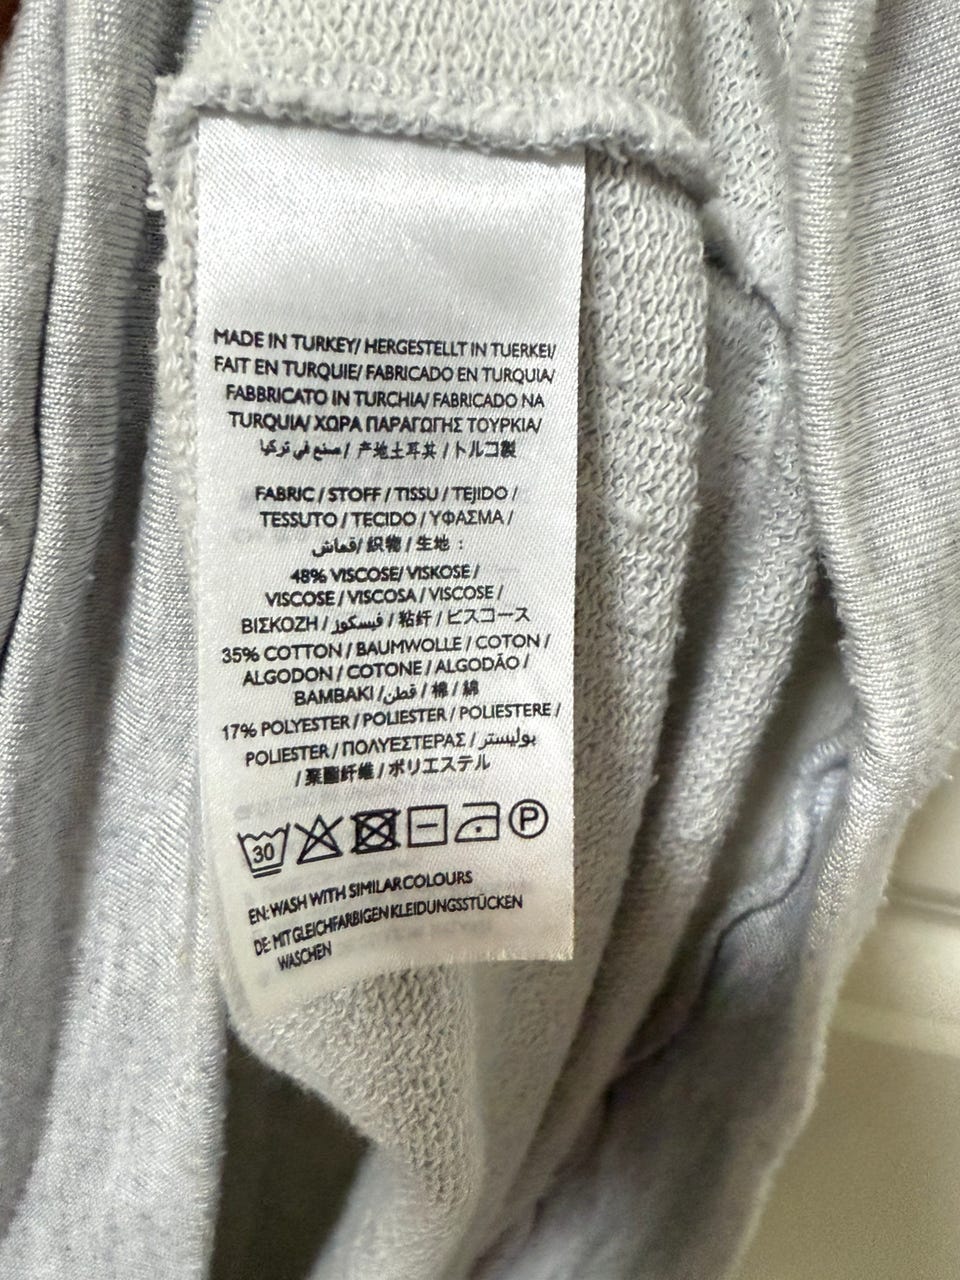 MADE IN TURKEY/ HERGESTELLT IN TUERKEI/
FAIT EN TURQUIE/ FABRICADO EN TURQUIA/
FABBRICATO IN TURCHIA/ FABRICADO NA
TURQUIA/ ΧΩΡΑ ΠΑΡΑΓΩΓΗΣ ΤΟΥΡΚΙΑ/
صنع في تركيا / 产地土耳其 / トルコ製
FABRIC / STOFF / TISSU / TEJIDO /
TESSUTO / TECIDO / ΥΦΑΣΜΑ /
قماش/ 织物 / 生地 :
48% VISCOSE/ VISKOSE /
VISCOSE / VISCOSA / VISCOSE /
ΒΙΣΚΟΖΗ / فيسكوز / 粘纤 / ビスコース
35% COTTON / BAUMWOLLE / COTON /
ALGODON / COTONE / ALGODÃO /
BAMBAKI /قطن / 棉 / 綿
17% POLYESTER / POLIESTER / POLIESTERE /
POLIESTER / ΠΟΛΥΕΣΤΕΡΑΣ / بوليستر
/ 聚酯纤维 / ポリエステル
30 P
EN: WASH WITH SIMILAR COLOURS
DE: MIT GLEICHFARBIGEN KLEIDUNGSSTÜCKEN
WASCHEN